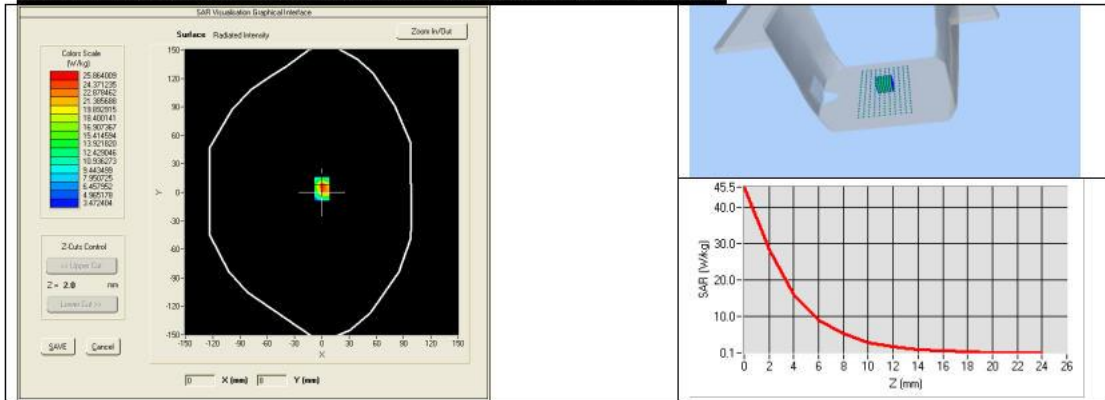 SAR Visualisation Graphical Interface
Surface Radiated Intensity
Zoom In/Out
Colors Scale
(W/kg)
25.864009
24.371235
22.878462
21.385688
19.892915
18.400141
16.907367
15.414594
13.921820
12.429046
10.936273
9.443499
7.950725
6.457952
4.965178
3.472404
Z-Cuts Control
<< Upper Cut
Z = 2.0 mm
Lower Cut >>
SAVE Cancel
Y
150
120
90
60
30
0
-30
-60
-90
-120
-150
-150 -120 -90 -60 -30 0 30 60 90 120 150
X
0 X (mm) 0 Y (mm)
SAR (W/kg)
45.5
40.0
30.0
20.0
10.0
0.1
0 2 4 6 8 10 12 14 16 18 20 22 24 26
Z (mm)